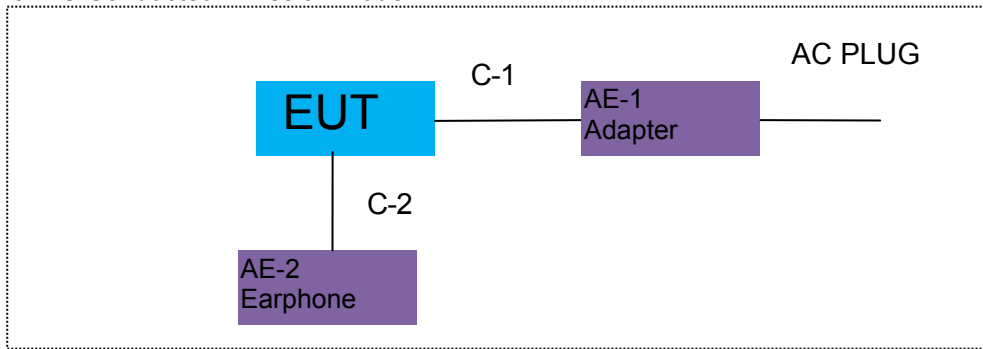 AC PLUG
C-1
EUT
AE-1
Adapter
C-2
AE-2
Earphone